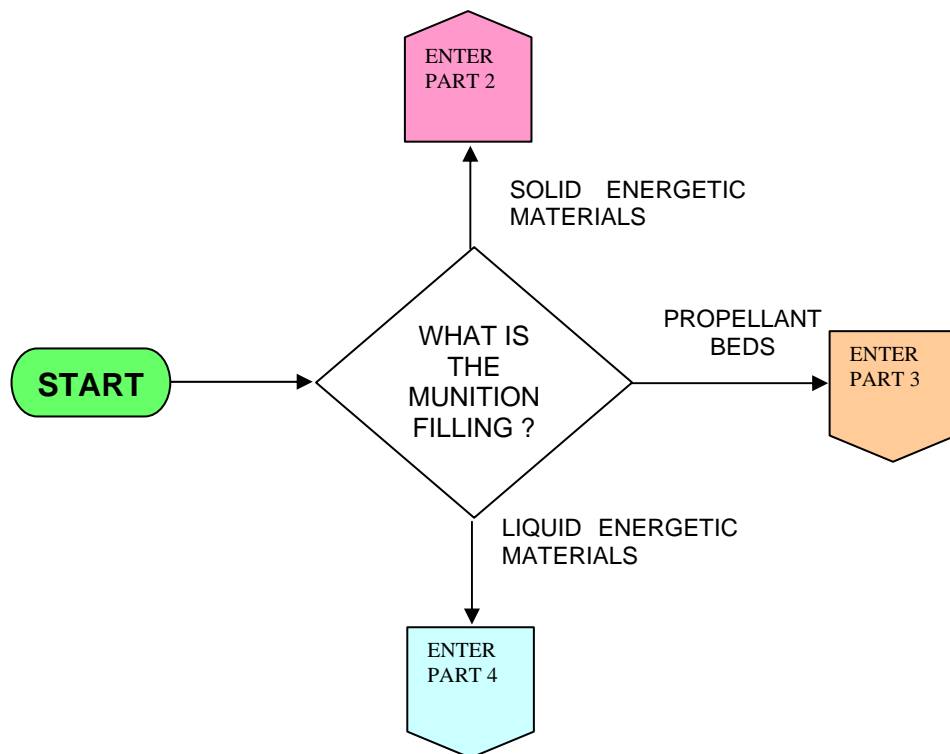 ENTER
PART 2
SOLID ENERGETIC
MATERIALS
PROPELLANT
BEDS
WHAT IS
THE
MUNITION
FILLING ?
START
ENTER
PART 3
LIQUID ENERGETIC
MATERIALS
ENTER
PART 4